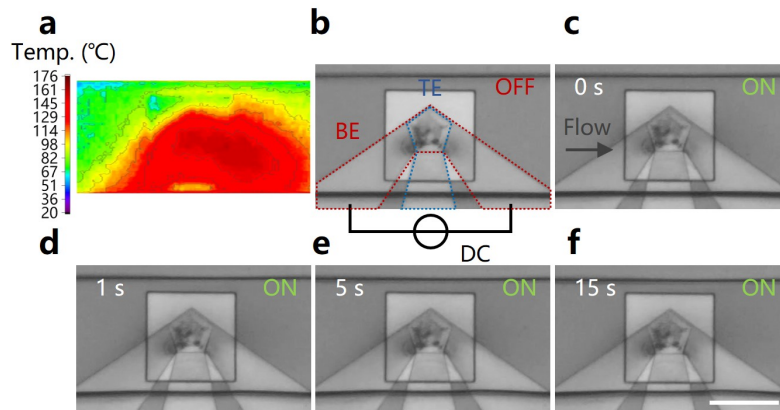 a
Temp. (℃)
176
161
145
129
114
98
82
67
51
36
20
b
TE
OFF
BE
DC
c
0 s
ON
Flow
d
1 s
ON
e
5 s
ON
f
15 s
ON